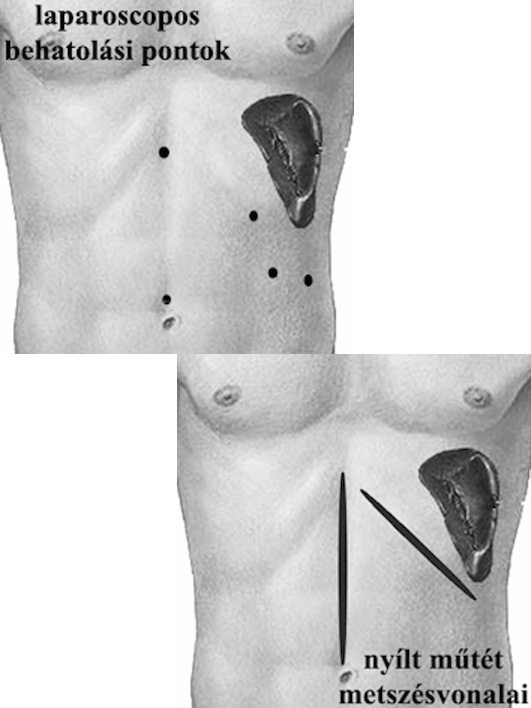 laparoscopos
behatolási pontok
nyílt műtét
metszésvonalai